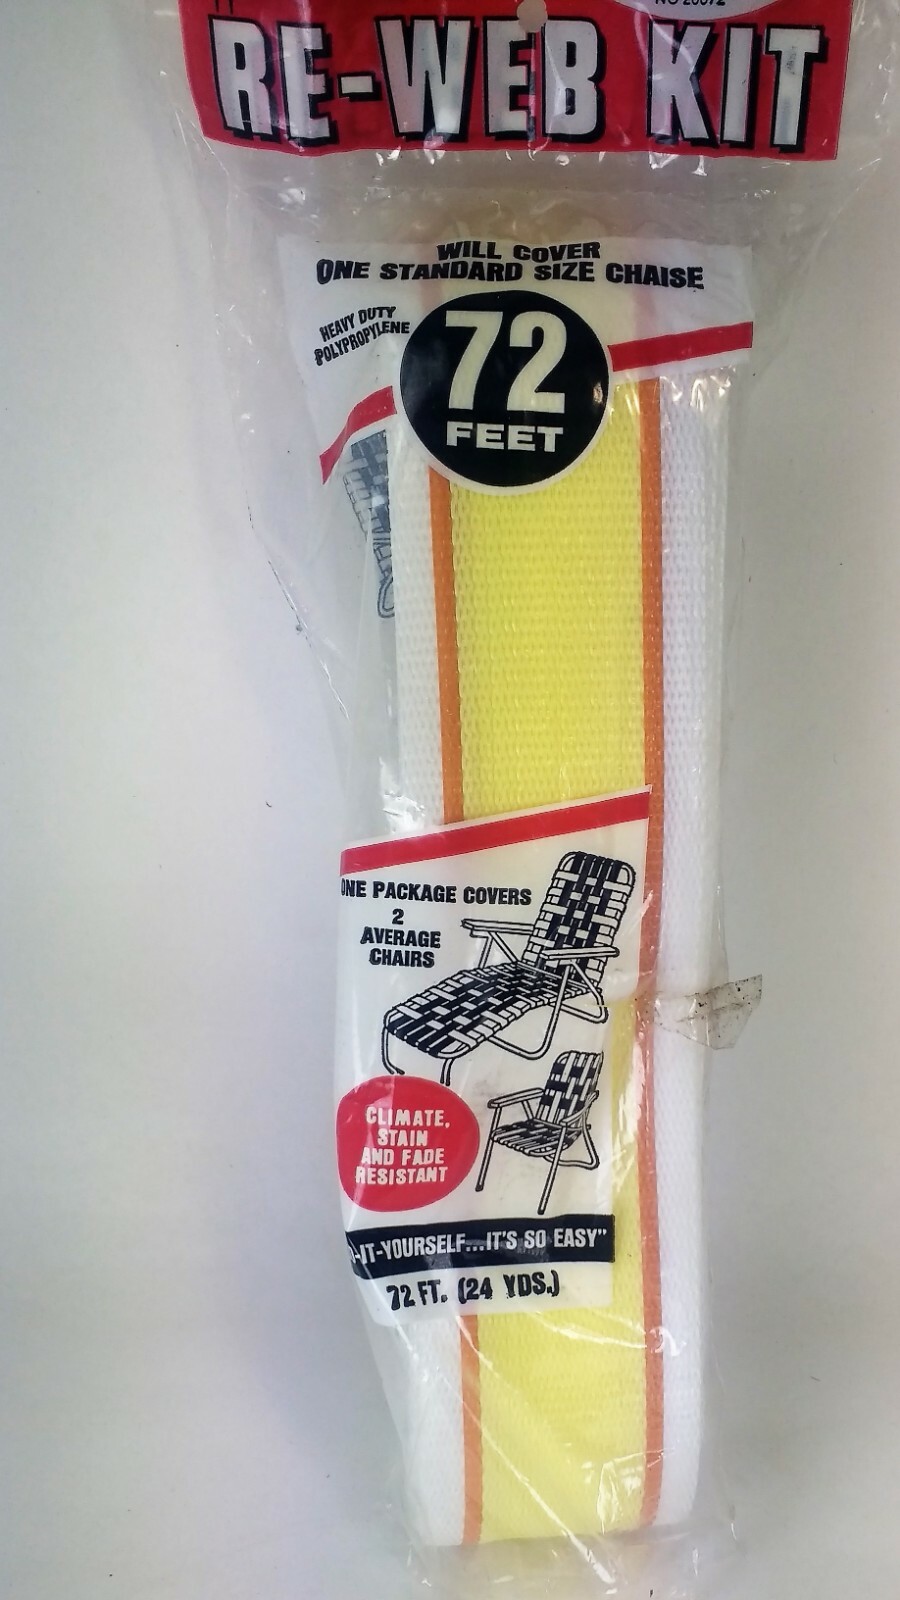 RE-WEB KIT
WILL COVER
ONE STANDARD SIZE CHAISE
HEAVY DUTY
POLYPROPYLENE
72
FEET
ONE PACKAGE COVERS
2
AVERAGE
CHAIRS
CLIMATE,
STAIN
AND FADE
RESISTANT
-IT-YOURSELF...IT'S SO EASY"
72 FT. (24 YDS.)